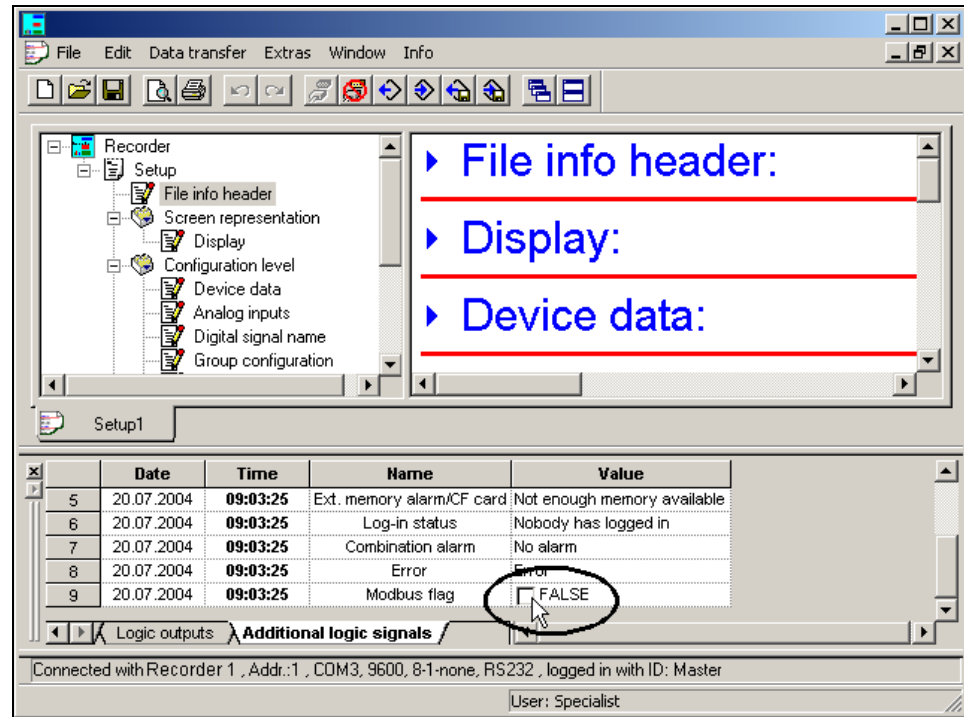 File Edit Data transfer Extras Window Info
Recorder
Setup
File info header
Screen representation
Display
Configuration level
Device data
Analog inputs
Digital signal name
Group configuration
File info header:
Display:
Device data:
Setup1
Date Time Name Value
5 20.07.2004 09:03:25 Ext. memory alarm/CF card Not enough memory available
6 20.07.2004 09:03:25 Log-in status Nobody has logged in
7 20.07.2004 09:03:25 Combination alarm No alarm
8 20.07.2004 09:03:25 Error Error
9 20.07.2004 09:03:25 Modbus flag FALSE
Logic outputs Additional logic signals
Connected with Recorder 1 , Addr.:1 , COM3, 9600, 8-1-none, RS232 , logged in with ID: Master
User: Specialist